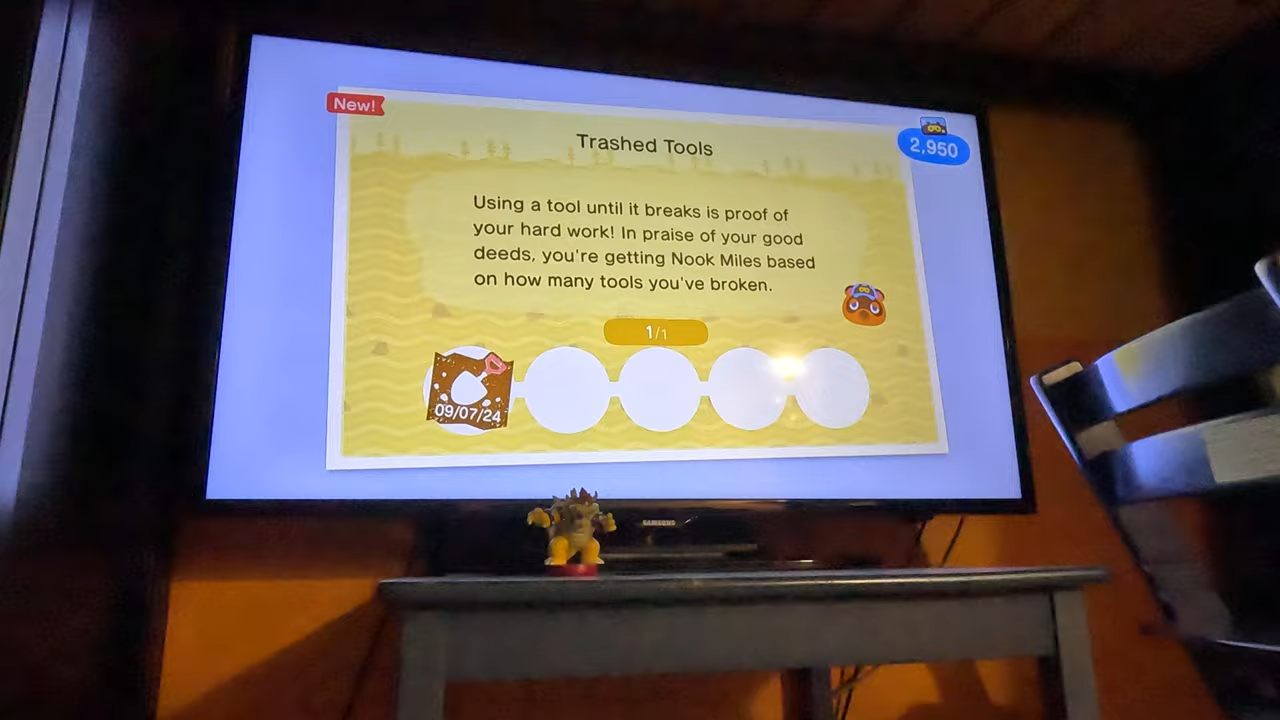 New!
Trashed Tools
2,950
Using a tool until it breaks is proof of
your hard work! In praise of your good
deeds, you're getting Nook Miles based
on how many tools you've broken.
1/1
09/07/24
SAMSUNG